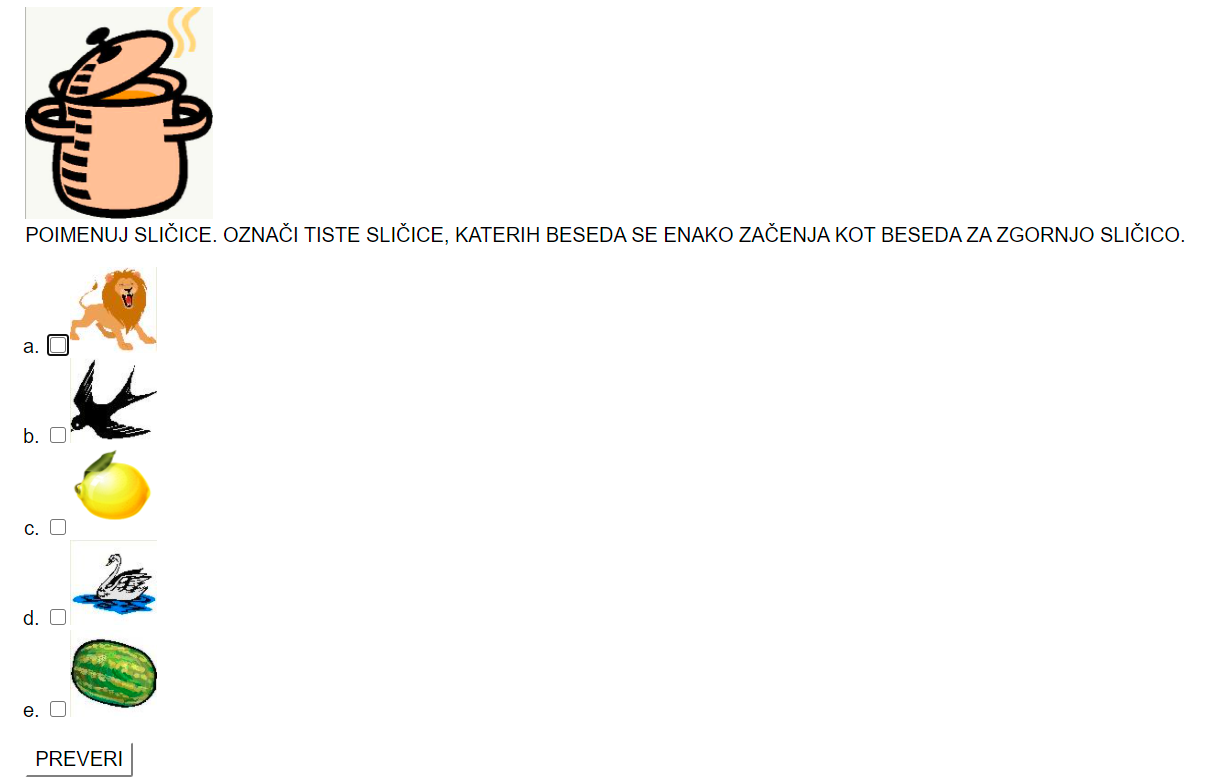 POIMENUJ SLIČICE. OZNAČI TISTE SLIČICE, KATERIH BESEDA SE ENAKO ZAČENJA KOT BESEDA ZA ZGORNJO SLIČICO.
a.
b.
c.
d.
e.
PREVERI